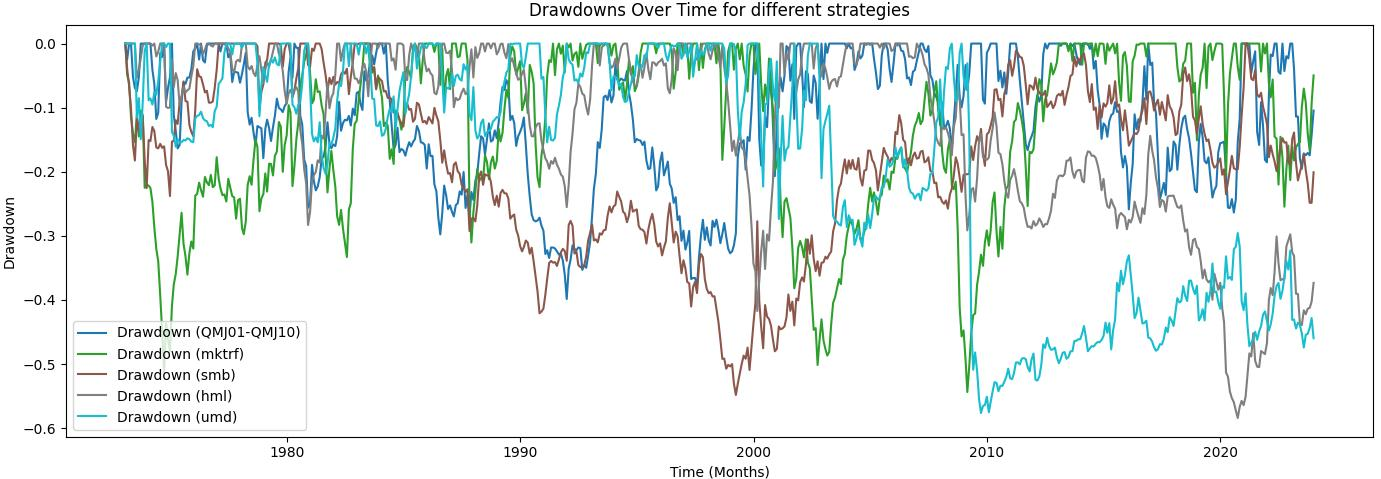 Drawdowns Over Time for different strategies
0.0
−0.1
−0.2
−0.3
−0.4
−0.5
−0.6
Drawdown
Drawdown (QMJ01-QMJ10)
Drawdown (mktrf)
Drawdown (smb)
Drawdown (hml)
Drawdown (umd)
1980
1990
2000
2010
2020
Time (Months)